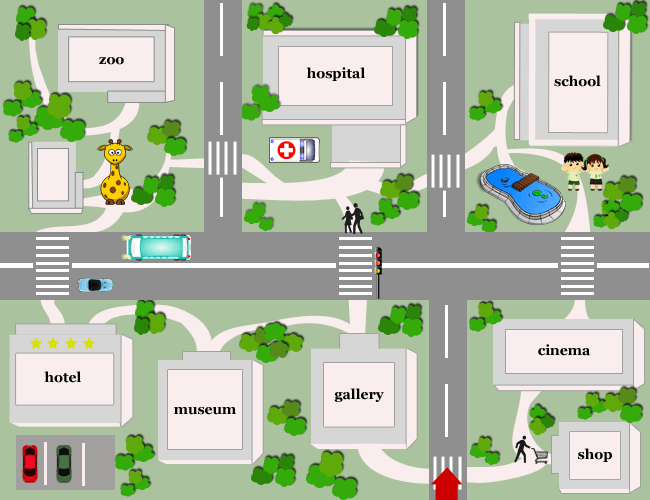 zoo
hospital
school
hotel
museum
gallery
cinema
shop